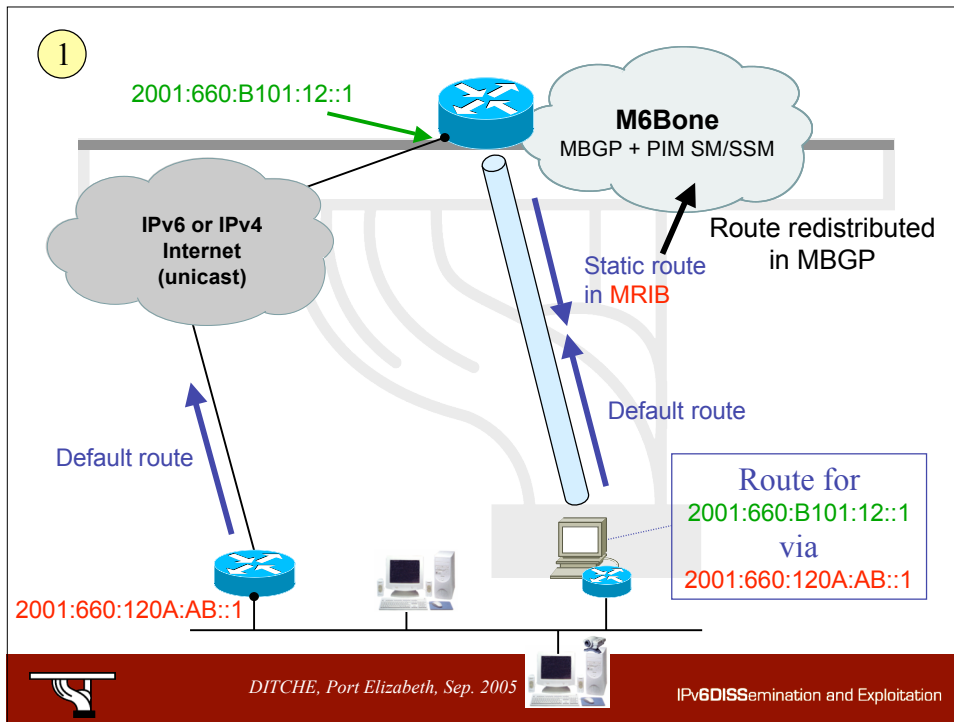 1
2001:660:B101:12::1
M6Bone
MBGP + PIM SM/SSM
IPv6 or IPv4
Internet
(unicast)
Route redistributed
in MBGP
Static route
in MRIB
Default route
Default route
Route for
2001:660:B101:12::1
via
2001:660:120A:AB::1
2001:660:120A:AB::1
DITCHE, Port Elizabeth, Sep. 2005
IPv6DISSemination and Exploitation